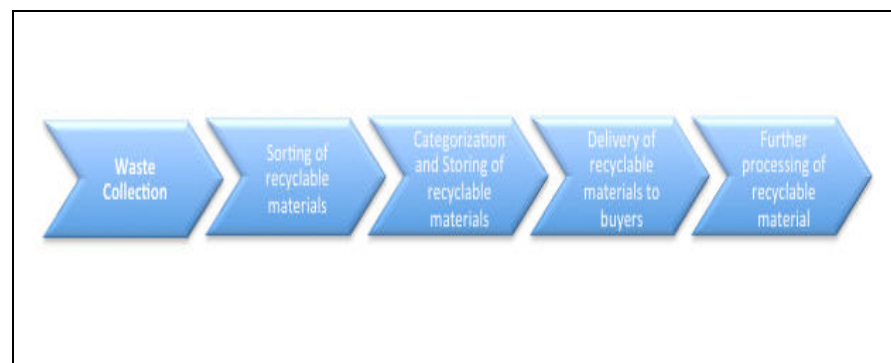 Waste
Collection
Sorting of
recyclable
materials
Categorization
and Storing of
recyclable
materials
Delivery of
recyclable
materials to
buyers
Further
processing of
recyclable
material